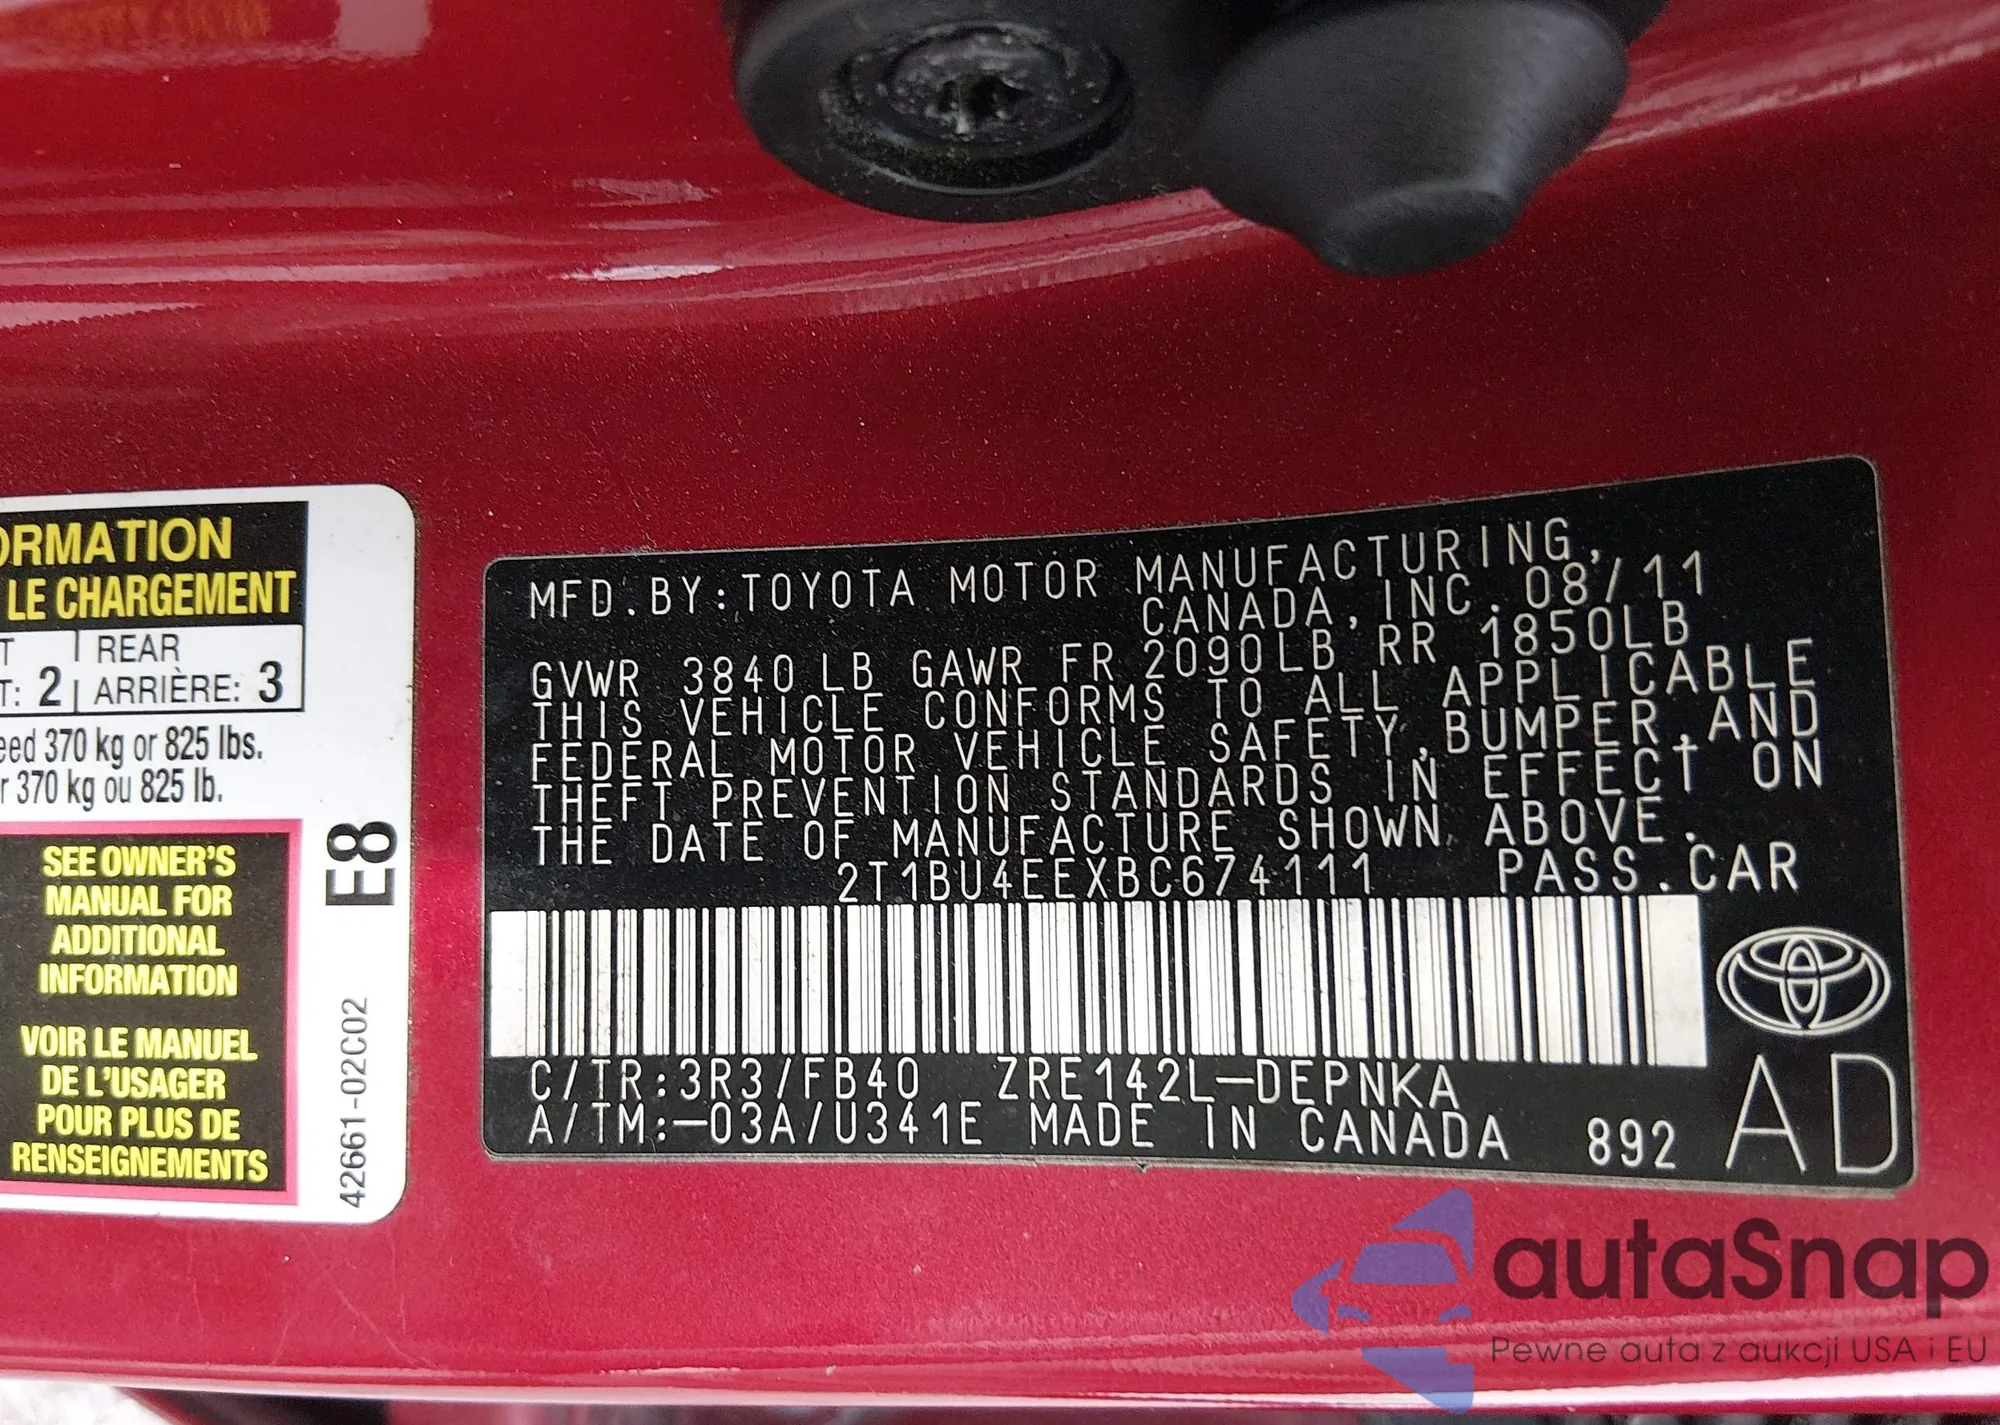 ORMATION
LE CHARGEMENT
T | REAR
T: 2 | ARRIÈRE: 3
eed 370 kg or 825 lbs.
r 370 kg ou 825 lb.
SEE OWNER'S
MANUAL FOR
ADDITIONAL
INFORMATION
VOIR LE MANUEL
DE L'USAGER
POUR PLUS DE
RENSEIGNEMENTS
E8
42661-02C02
MFD.BY:TOYOTA MOTOR MANUFACTURING,
CANADA, INC. 08/11
GVWR 3840 LB GAWR FR 2090LB RR 1850LB
THIS VEHICLE CONFORMS TO ALL APPLICABLE
FEDERAL MOTOR VEHICLE SAFETY,BUMPER,AND
THEFT PREVENTION STANDARDS IN EFFECT ON
THE DATE OF MANUFACTURE SHOWN ABOVE.
2T1BU4EEXBC674111 PASS.CAR
C/TR:3R3/FB40 ZRE142L-DEPNKA
A/TM:-03A/U341E MADE IN CANADA 892
AD
autaSnap
Pewne auta z aukcji USA i EU